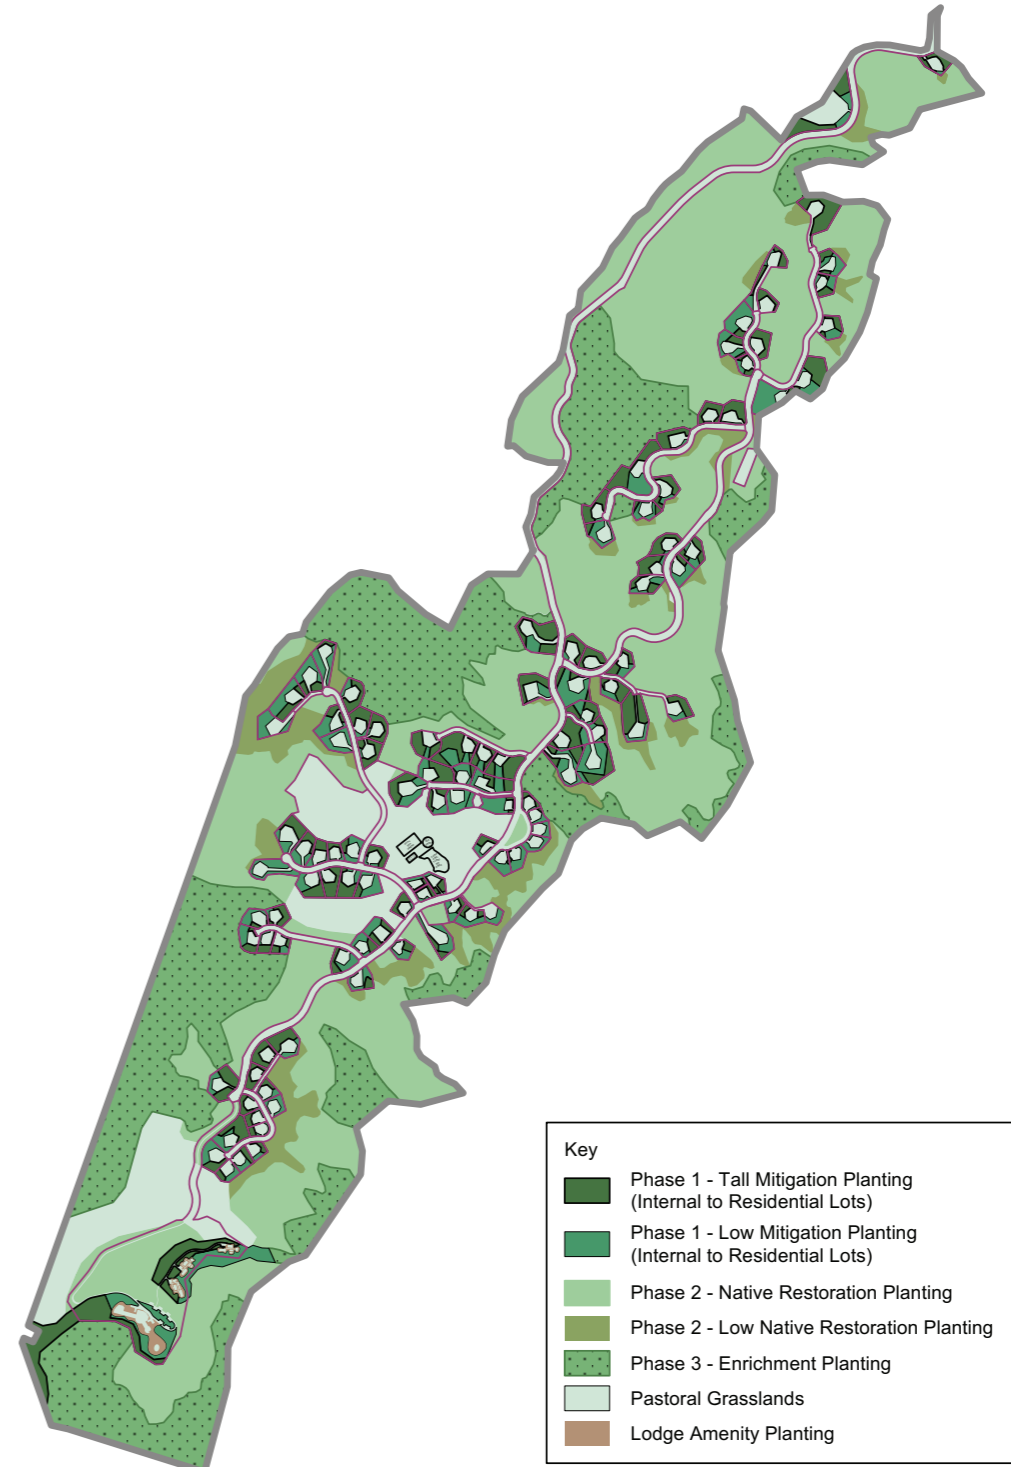 Key
Phase 1 - Tall Mitigation Planting
(Internal to Residential Lots)
Phase 1 - Low Mitigation Planting
(Internal to Residential Lots)
Phase 2 - Native Restoration Planting
Phase 2 - Low Native Restoration Planting
Phase 3 - Enrichment Planting
Pastoral Grasslands
Lodge Amenity Planting